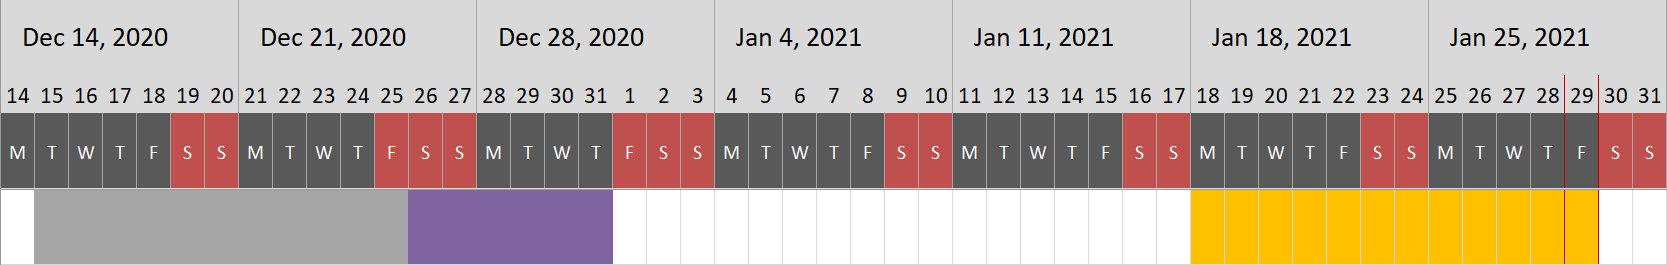 Dec 14, 2020 Dec 21, 2020 Dec 28, 2020 Jan 4, 2021 Jan 11, 2021 Jan 18, 2021 Jan 25, 2021
14 15 16 17 18 19 20 21 22 23 24 25 26 27 28 29 30 31 1 2 3 4 5 6 7 8 9 10 11 12 13 14 15 16 17 18 19 20 21 22 23 24 25 26 27 28 29 30 31
M T W T F S S M T W T F S S M T W T F S S M T W T F S S M T W T F S S M T W T F S S M T W T F S S